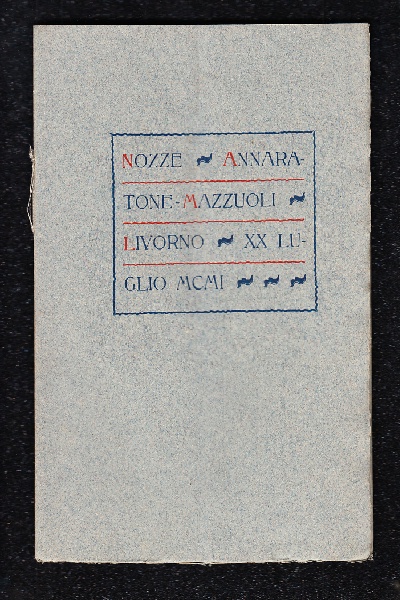 NOZZE ~ ANNARA-
TONE-MAZZUOLI ~
LIVORNO ~ XX LU-
GLIO MCMI ~ ~ ~